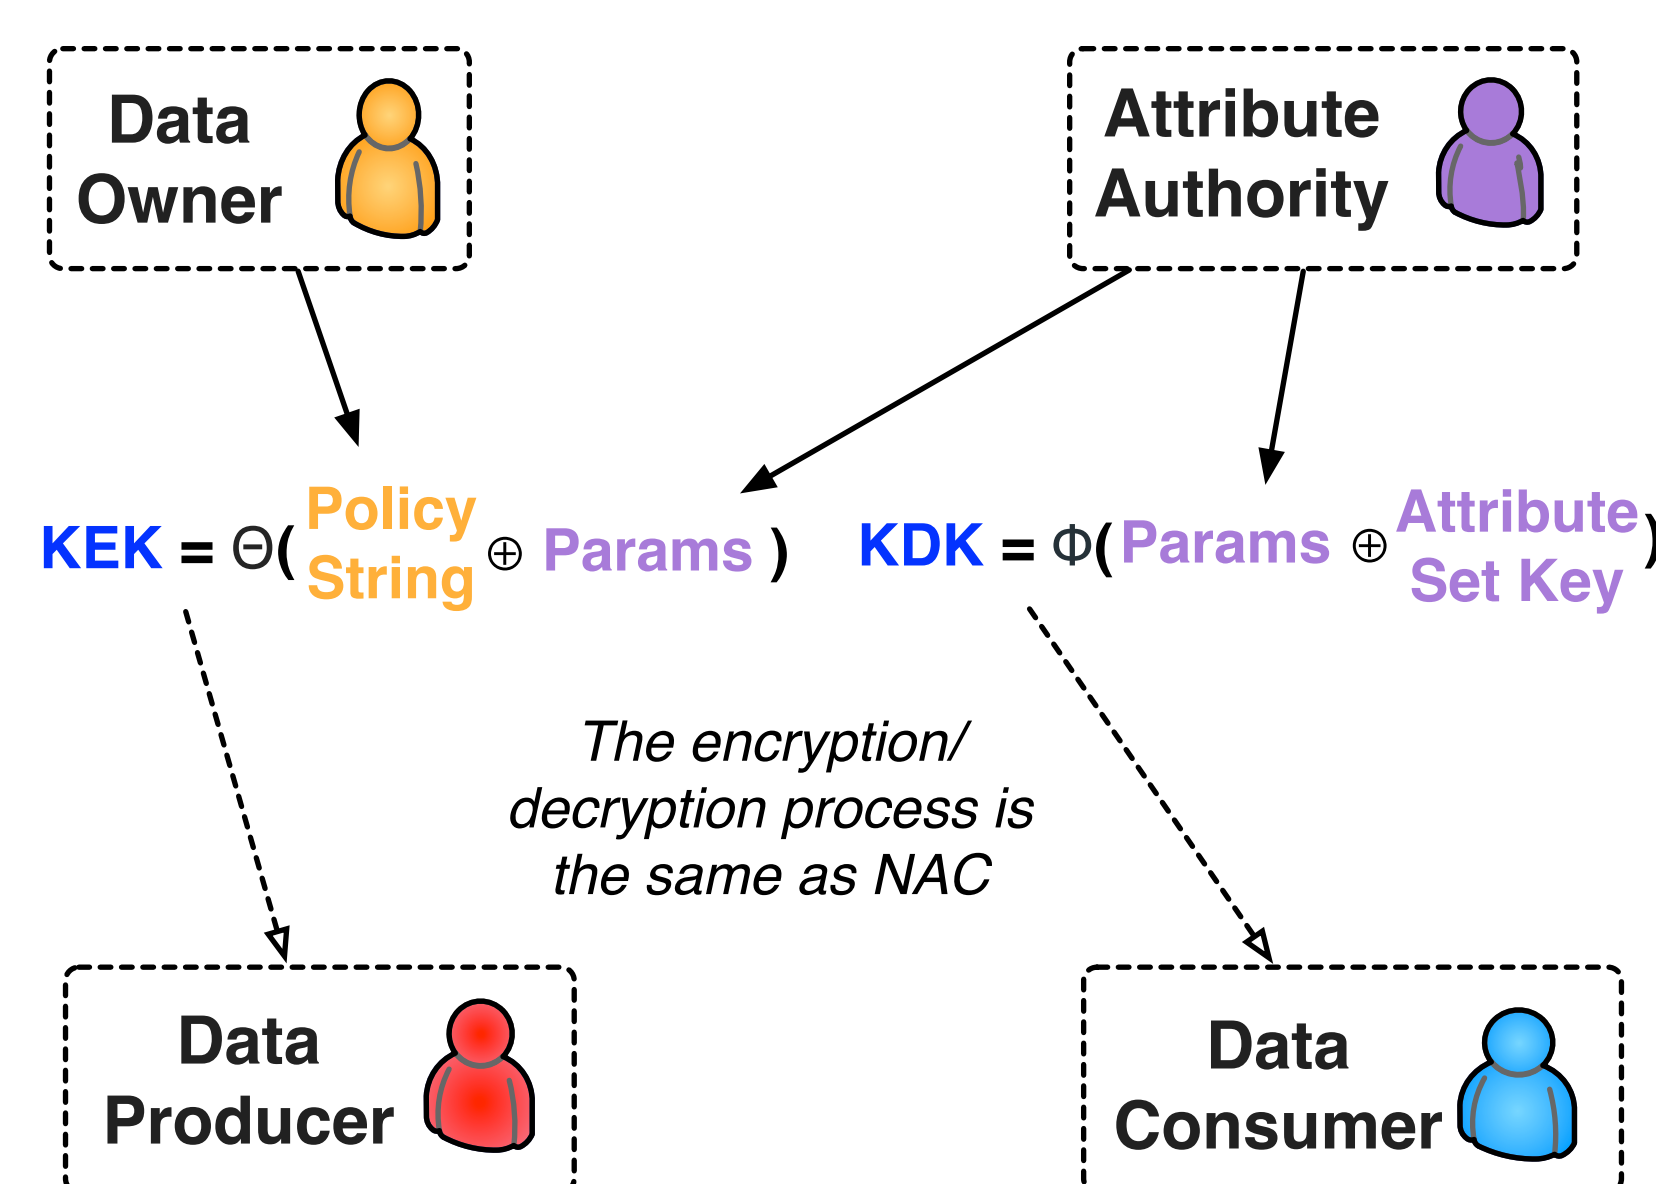 Data
Owner
Attribute
Authority
KEK = Θ( Policy String ⊕ Params )
KDK = Φ( Params ⊕ Attribute Set Key )
The encryption/
decryption process is
the same as NAC
Data
Producer
Data
Consumer